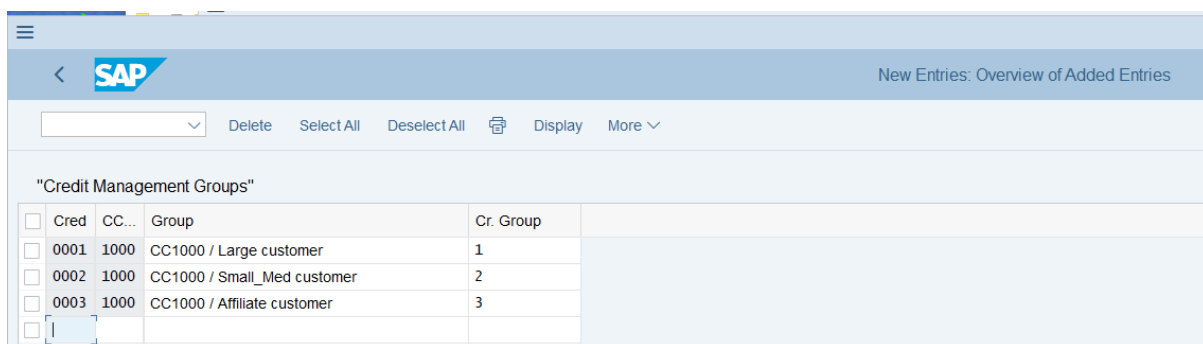 SAP
New Entries: Overview of Added Entries
Delete Select All Deselect All Display More
"Credit Management Groups"
Cred CC... Group Cr. Group
0001 1000 CC1000 / Large customer 1
0002 1000 CC1000 / Small_Med customer 2
0003 1000 CC1000 / Affiliate customer 3